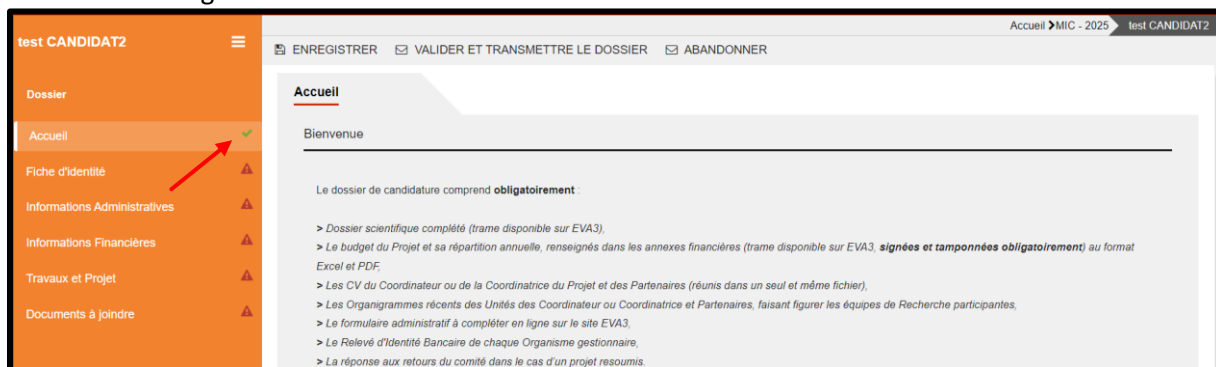 Accueil ❯MIC - 2025 test CANDIDAT2
test CANDIDAT2
ENREGISTRER VALIDER ET TRANSMETTRE LE DOSSIER ABANDONNER
Dossier
Accueil
Fiche d'identité
Informations Administratives
Informations Financières
Travaux et Projet
Documents à joindre
Accueil
Bienvenue
Le dossier de candidature comprend obligatoirement :
> Dossier scientifique complété (trame disponible sur EVA3),
> Le budget du Projet et sa répartition annuelle, renseignés dans les annexes financières (trame disponible sur EVA3, signées et tamponnées obligatoirement) au format
Excel et PDF,
> Les CV du Coordinateur ou de la Coordinatrice du Projet et des Partenaires (réunis dans un seul et même fichier),
> Les Organigrammes récents des Unités des Coordinateur ou Coordinatrice et Partenaires, faisant figurer les équipes de Recherche participantes,
> Le formulaire administratif à compléter en ligne sur le site EVA3,
> Le Relevé d'Identité Bancaire de chaque Organisme gestionnaire,
> La réponse aux retours du comité dans le cas d'un projet resoumis.